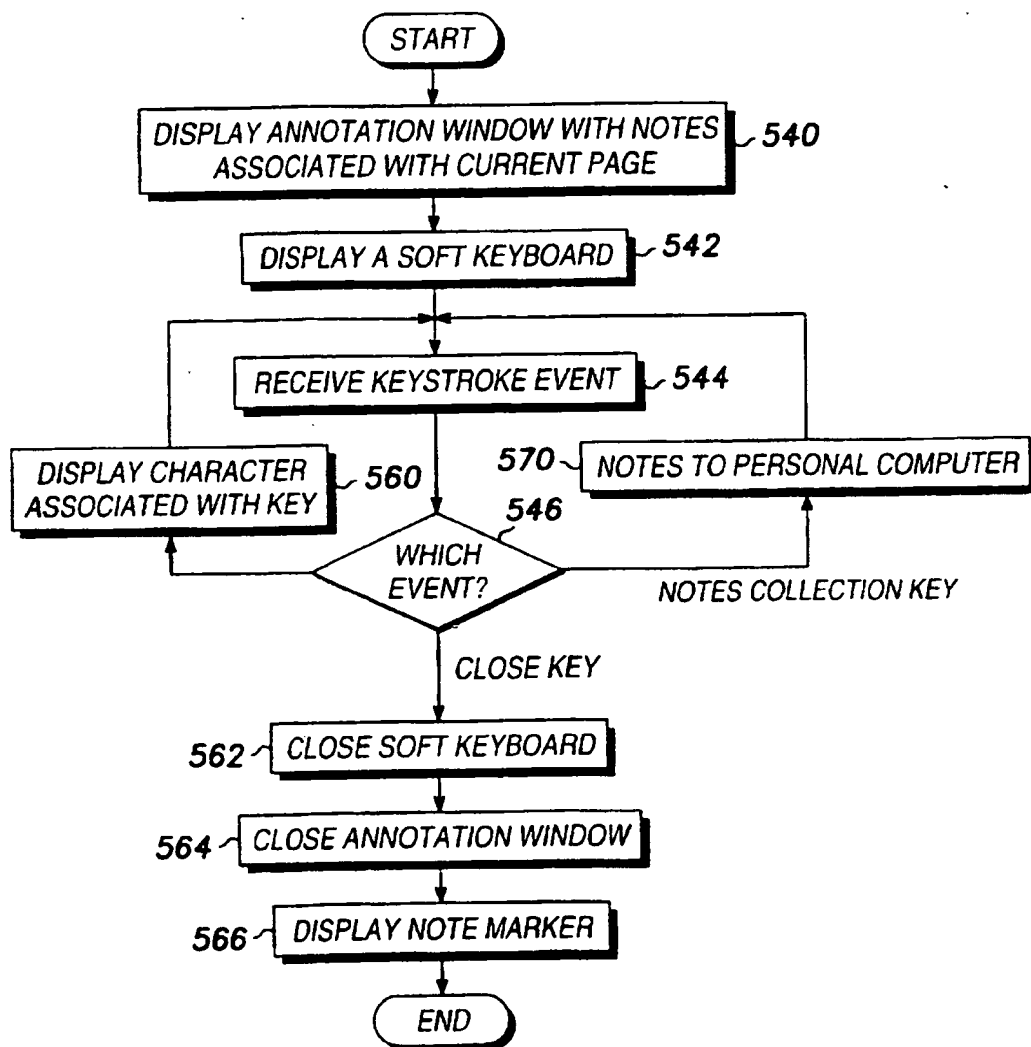 START
DISPLAY ANNOTATION WINDOW WITH NOTES
ASSOCIATED WITH CURRENT PAGE
540
DISPLAY A SOFT KEYBOARD
542
RECEIVE KEYSTROKE EVENT
544
DISPLAY CHARACTER
ASSOCIATED WITH KEY
560
570
NOTES TO PERSONAL COMPUTER
546
WHICH
EVENT?
NOTES COLLECTION KEY
CLOSE KEY
562
CLOSE SOFT KEYBOARD
564
CLOSE ANNOTATION WINDOW
566
DISPLAY NOTE MARKER
END